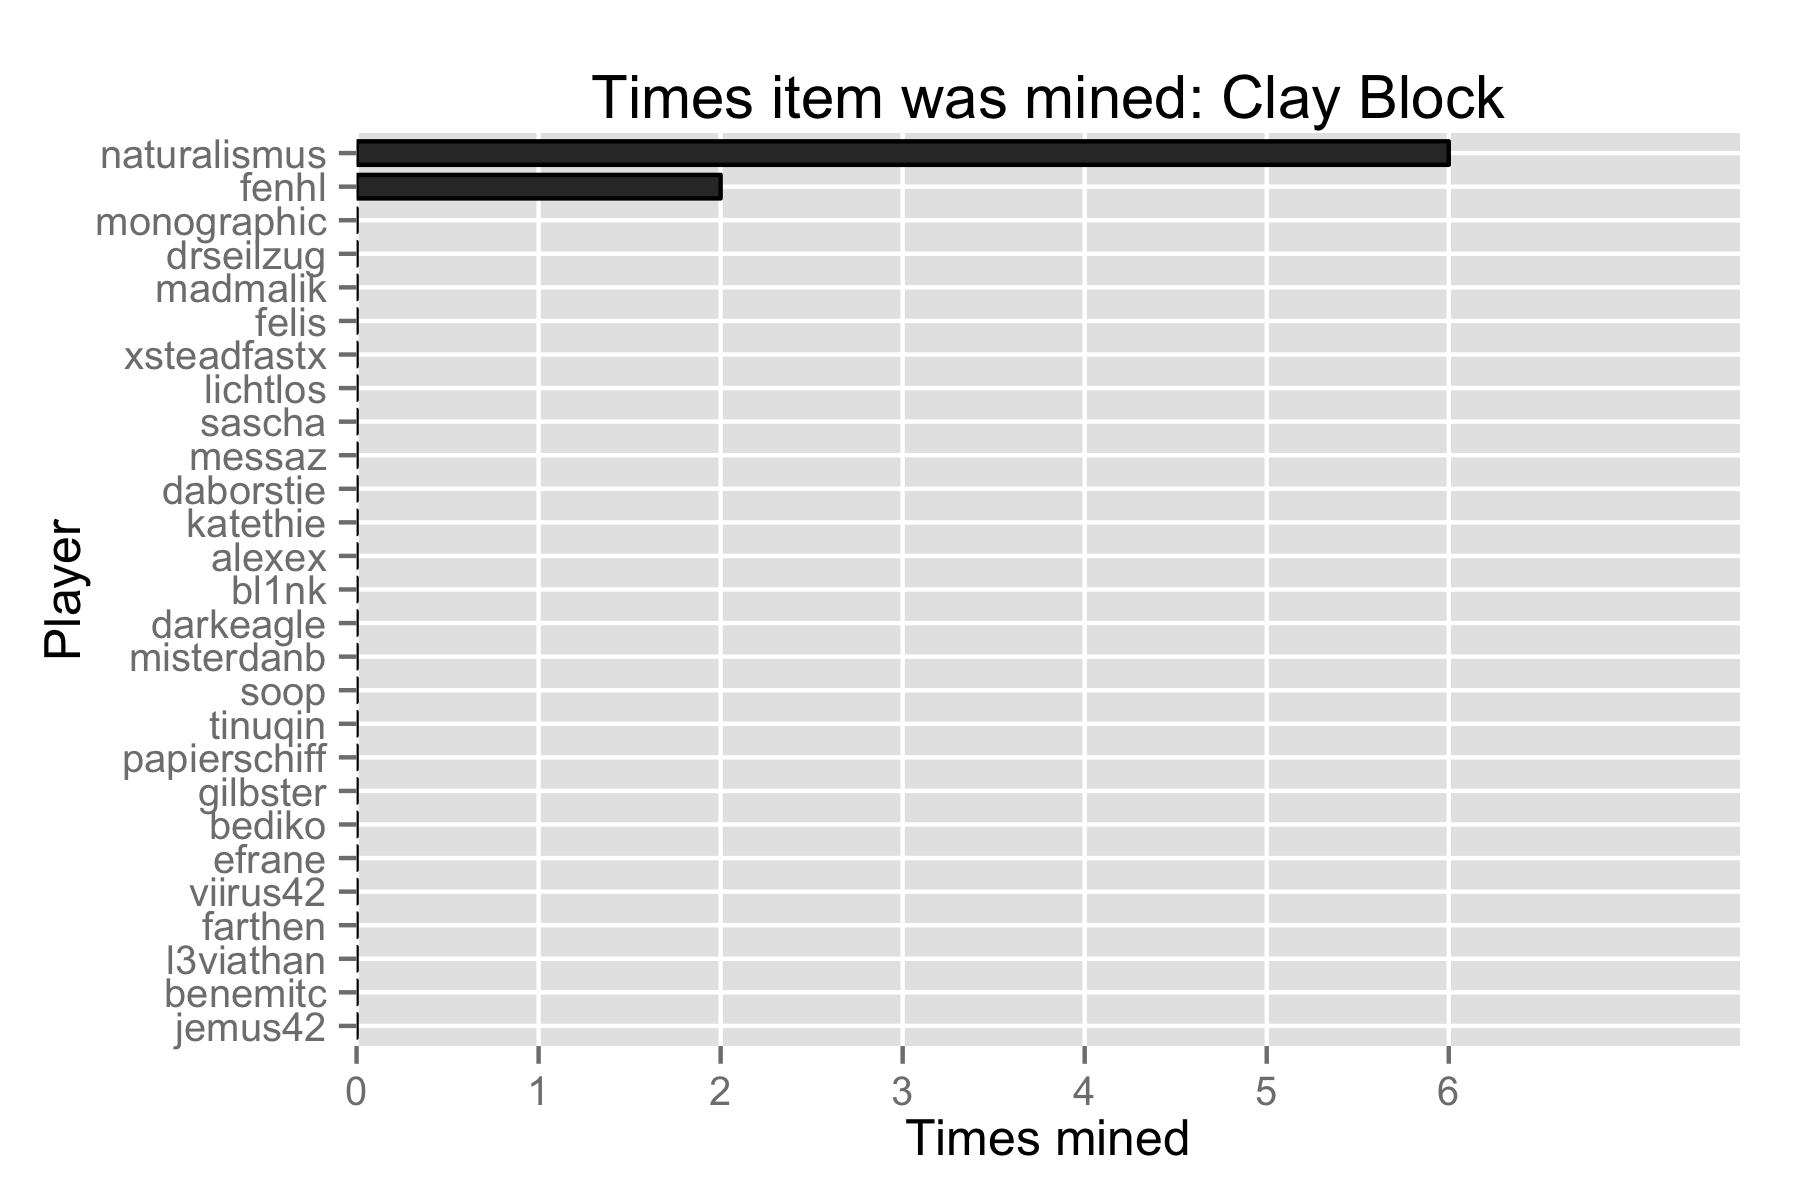 Times item was mined: Clay Block
naturalismus
fenhl
monographic
drseilzug
madmalik
felis
xsteadfastx
lichtlos
sascha
messaz
daborstie
katethie
alexex
bl1nk
darkeagle
misterdanb
soop
tinuqin
papierschiff
gilbster
bediko
efrane
viirus42
farthen
l3viathan
benemitc
jemus42
Player
0 1 2 3 4 5 6
Times mined